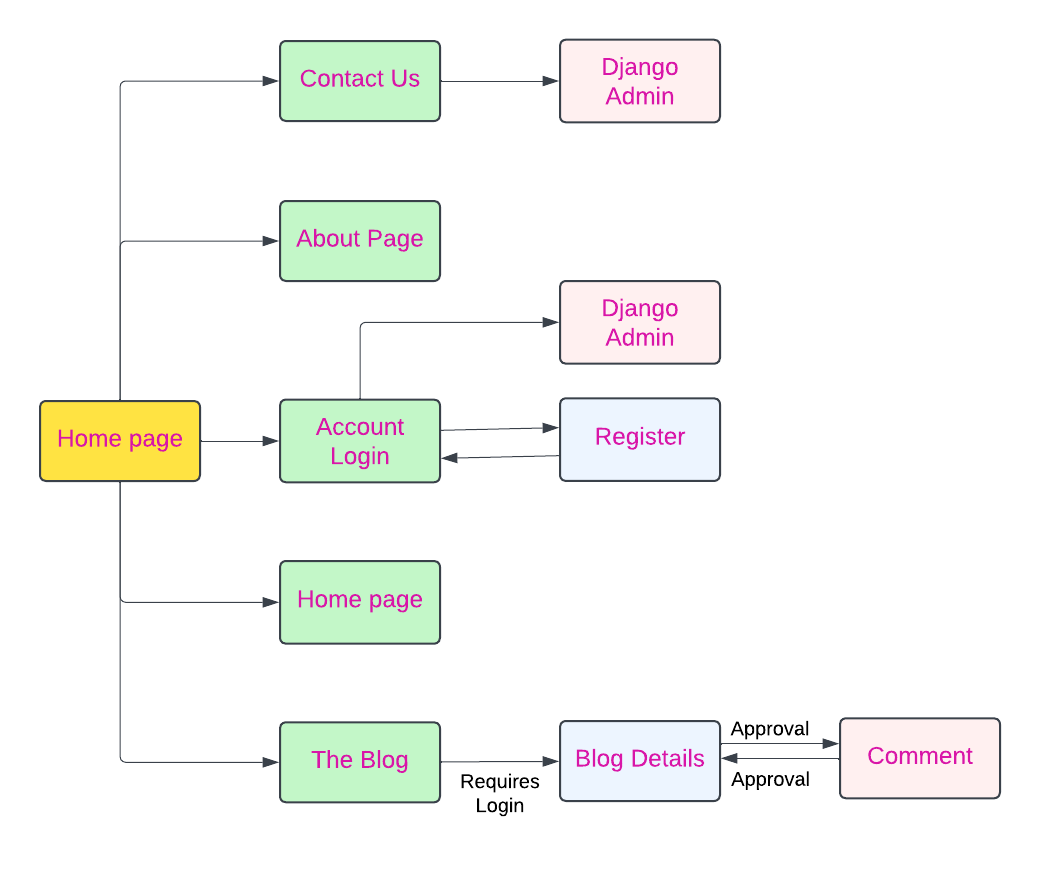 Contact Us
Django
Admin
About Page
Django
Admin
Home page
Account
Login
Register
Home page
The Blog
Requires
Login
Blog Details
Approval
Approval
Comment